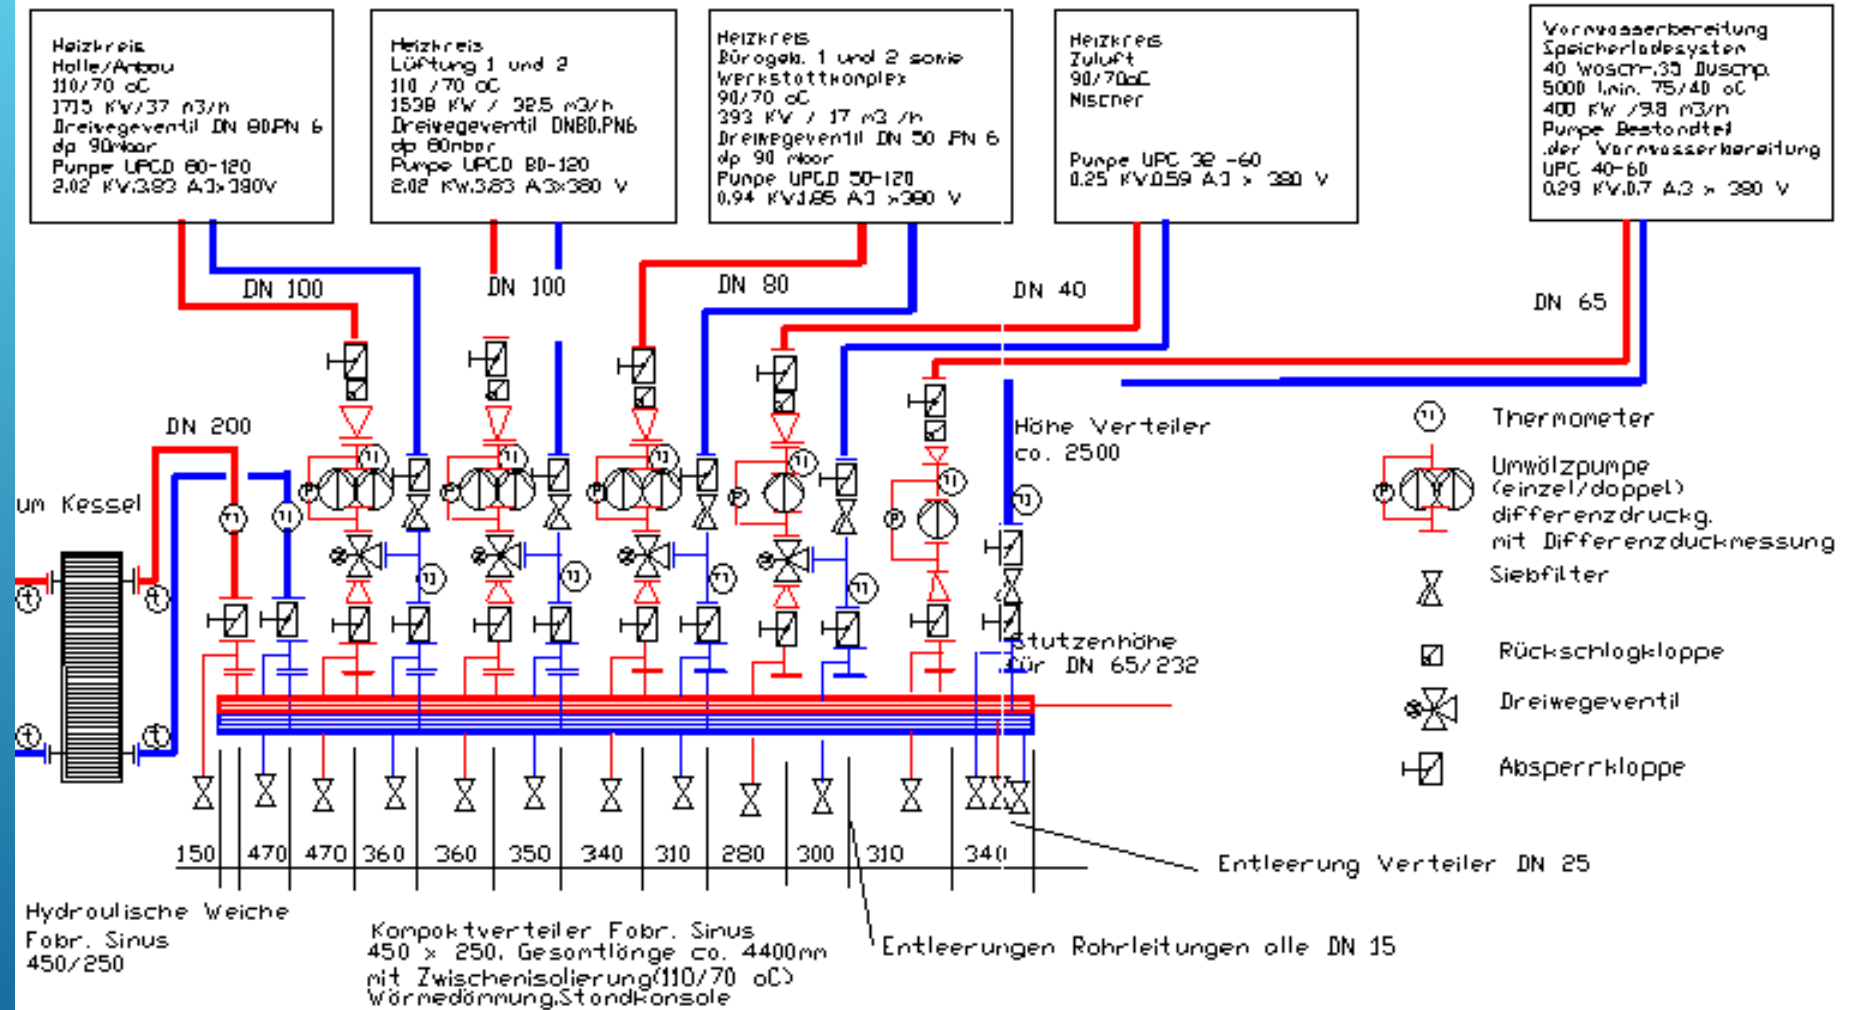 Heizkreis
Halle/Anbau
110/70 oC
1715 KW/37 m3/h
Dreiwegeventil DN 80,PN 6
dp 90mbar
Pumpe UPCD 80-120
2.02 KW,3.83 A,3x380V
Heizkreis
Lüftung 1 und 2
110 /70 oC
1538 KW / 32.5 m3/h
Dreiwegeventil DN80,PN6
dp 80mbar
Pumpe UPCD 80-120
2.02 KW,3.83 A,3x380 V
Heizkreis
Bürogeb. 1 und 2 sowie
Werkstattkomplex
90/70 oC
393 KW / 17 m3 /h
Dreiwegeventil DN 50 ,PN 6
dp 90 mbar
Pumpe UPCD 50-120
0.94 KW,1.85 A,3 x380 V
Heizkreis
Zuluft
90/70oC
Mischer
Pumpe UPC 32 -60
0.25 KW,0.59 A,3 x 380 V
Warmwasserbereitung
Speicherladesystem
40 Wasch-,35 Duschp.
5000 l,min. 75/40 oC
400 KW /9.8 m3/h
Pumpe Bestandteil
der Warmwasserbereitung
UPC 40-60
0.29 KW,0.7 A,3 x 380 V
DN 100
DN 100
DN 80
DN 40
DN 65
DN 200
um Kessel
Höhe Verteiler
ca. 2500
Thermometer
Umwälzpumpe
(einzel/doppel)
differenzdruckg.
mit Differenzduckmessung
Siebfilter
Stutzenhöhe
für DN 65/232
Rückschlagklappe
Dreiwegeventil
Absperrklappe
150 470 470 360 360 350 340 310 280 300 310 340
Entleerung Verteiler DN 25
Entleerungen Rohrleitungen alle DN 15
Hydraulische Weiche
Fabr. Sinus
450/250
Kompaktverteiler Fabr. Sinus
450 x 250, Gesamtlänge ca. 4400mm
mit Zwischenisolierung(110/70 oC)
Wärmedämmung,Standkonsole